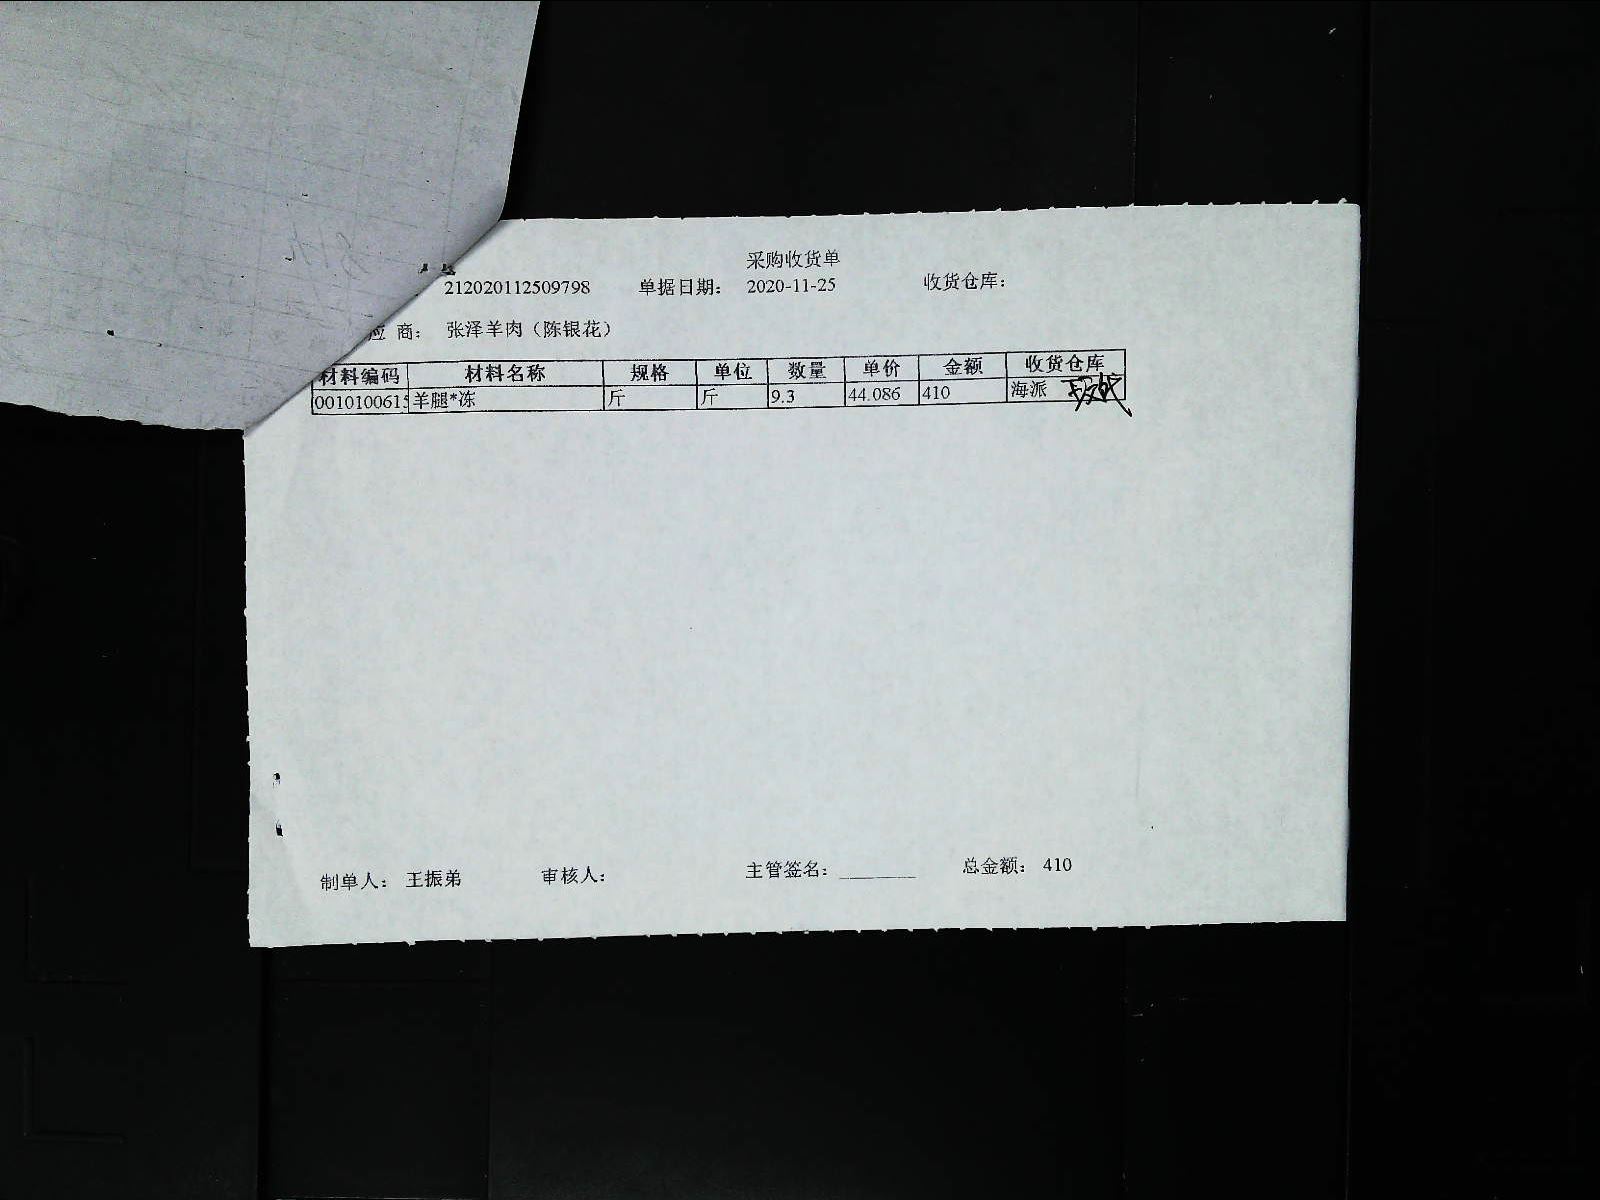 采购收货单
212020112509798 单据日期： 2020-11-25 收货仓库：
应 商： 张泽羊肉（陈银花）
材料编码 材料名称 规格 单位 数量 单价 金额 收货仓库
0010100615 羊腿*冻 斤 斤 9.3 44.086 410 海派
制单人： 王振弟 审核人： 主管签名： ________ 总金额： 410